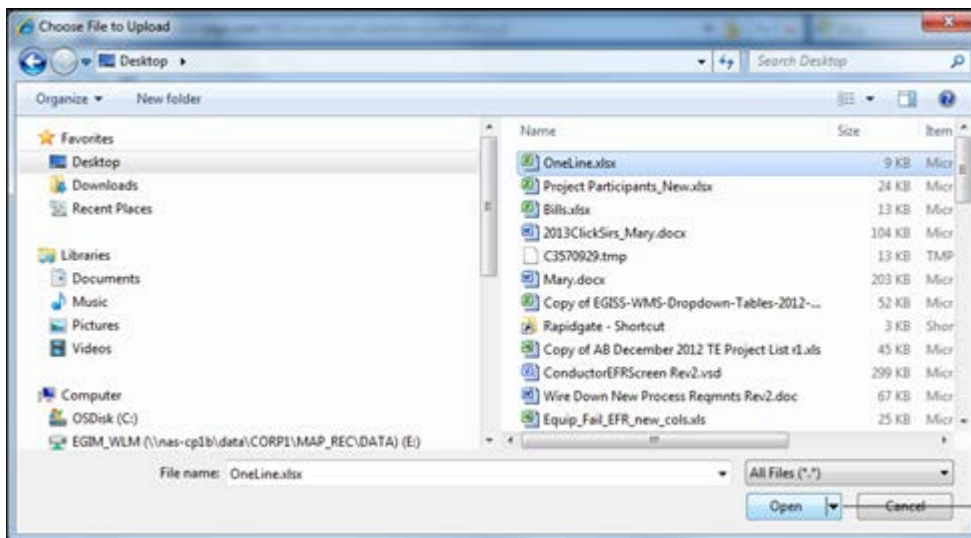 Choose File to Upload
Desktop
Search Desktop
Organize
New folder
Favorites
Desktop
Downloads
Recent Places
Libraries
Documents
Music
Pictures
Videos
Computer
OSDisk (C:)
EGIM_WLM (\\nas-cp1b\data\CORP1\MAP_REC\DATA) (E:)
Name Size Item
OneLine.xlsx 9 KB Micr
Project Participants_New.xlsx 24 KB Micr
Bills.xlsx 13 KB Micr
2013ClickSirs_Mary.docx 104 KB Micr
C3570929.tmp 13 KB TMP
Mary.docx 203 KB Micr
Copy of EGISS-WMS-Dropdown-Tables-2012-... 52 KB Micr
Rapidgate - Shortcut 3 KB Shor
Copy of AB December 2012 TE Project List r1.xls 45 KB Micr
ConductorEFRScreen Rev2.vsd 299 KB Micr
Wire Down New Process Reqmnts Rev2.doc 67 KB Micr
Equip_Fail_EFR_new_cols.xls 25 KB Micr
File name: OneLine.xlsx
All Files (*.*)
Open
Cancel